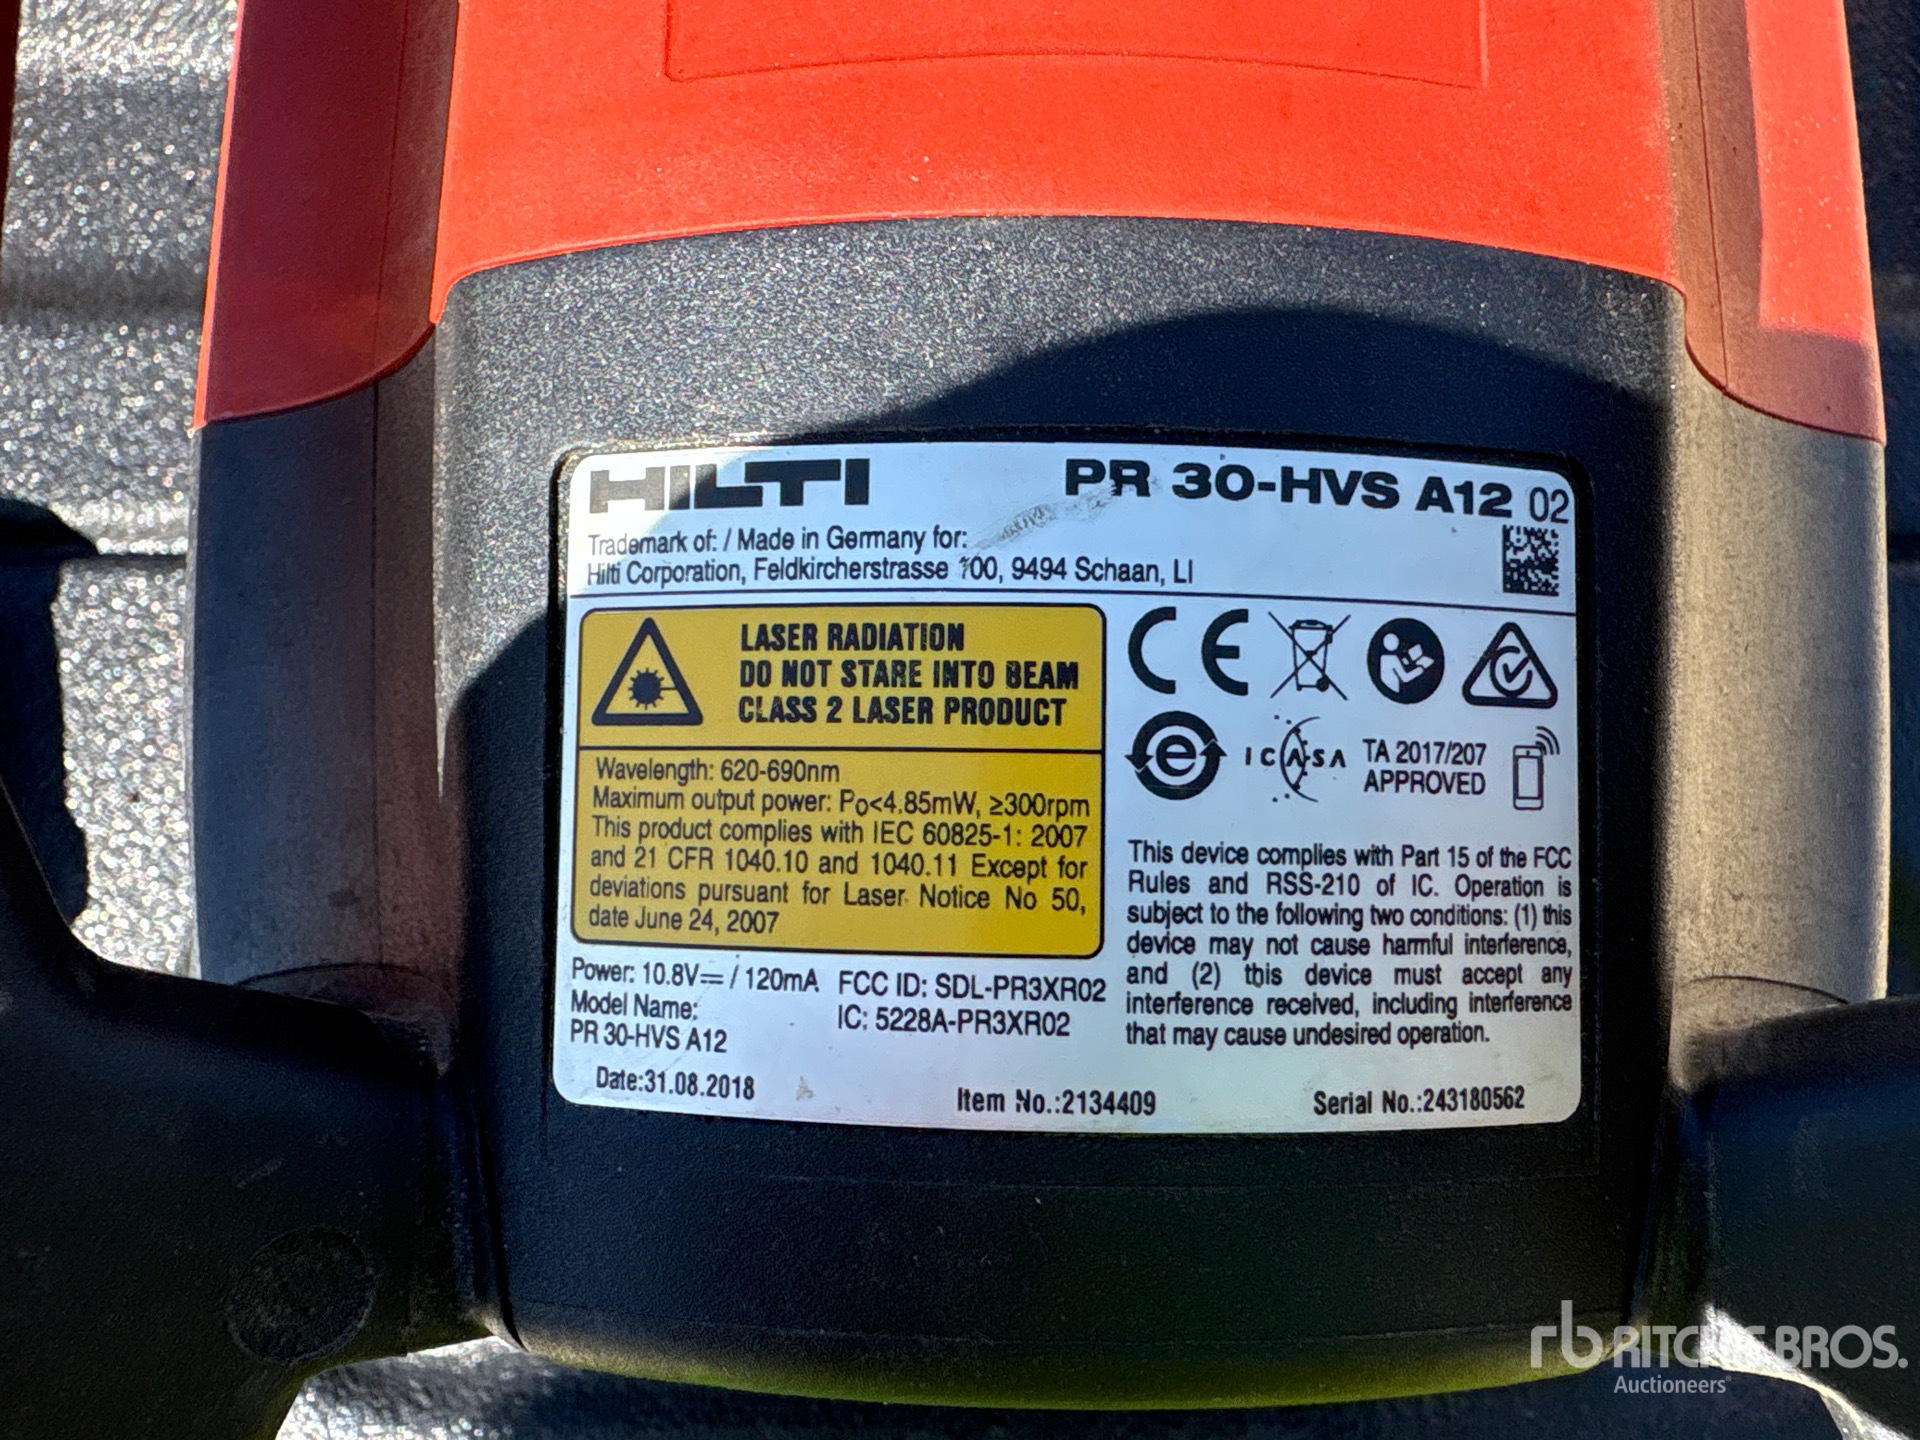 HILTI
PR 30-HVS A12 02
Trademark of: / Made in Germany for:
Hilti Corporation, Feldkircherstrasse 100, 9494 Schaan, LI
LASER RADIATION
DO NOT STARE INTO BEAM
CLASS 2 LASER PRODUCT
Wavelength: 620-690nm
Maximum output power: Po<4.85mW, ≥300rpm
This product complies with IEC 60825-1: 2007
and 21 CFR 1040.10 and 1040.11 Except for
deviations pursuant for Laser Notice No 50,
date June 24, 2007
CE
e
ICASA
TA 2017/207
APPROVED
This device complies with Part 15 of the FCC
Rules and RSS-210 of IC. Operation is
subject to the following two conditions: (1) this
device may not cause harmful interference,
and (2) this device must accept any
interference received, including interference
that may cause undesired operation.
Power: 10.8V⎓ / 120mA
Model Name:
PR 30-HVS A12
FCC ID: SDL-PR3XR02
IC: 5228A-PR3XR02
Date:31.08.2018
Item No.:2134409
Serial No.:243180562
rb RITCHIE BROS.
Auctioneers